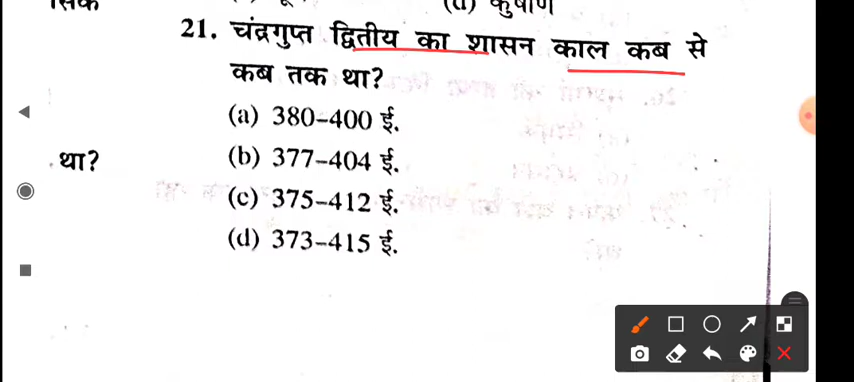 (d) कुषाण
21. चंद्रगुप्त द्वितीय का शासन काल कब से
कब तक था?
(a) 380-400 ई.
था?
(b) 377-404 ई.
(c) 375-412 ई.
(d) 373-415 ई.